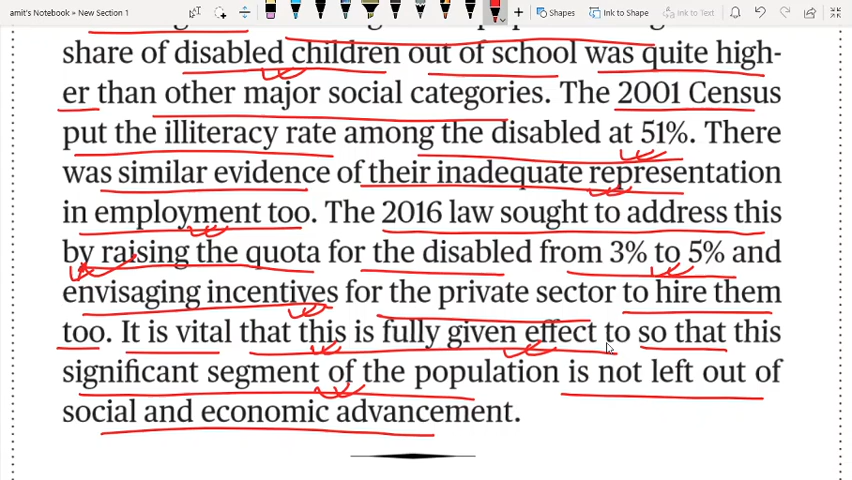 amit's Notebook » New Section 1
Shapes
Ink to Shape
Ink to Text
share of disabled children out of school was quite high-
er than other major social categories. The 2001 Census
put the illiteracy rate among the disabled at 51%. There
was similar evidence of their inadequate representation
in employment too. The 2016 law sought to address this
by raising the quota for the disabled from 3% to 5% and
envisaging incentives for the private sector to hire them
too. It is vital that this is fully given effect to so that this
significant segment of the population is not left out of
social and economic advancement.